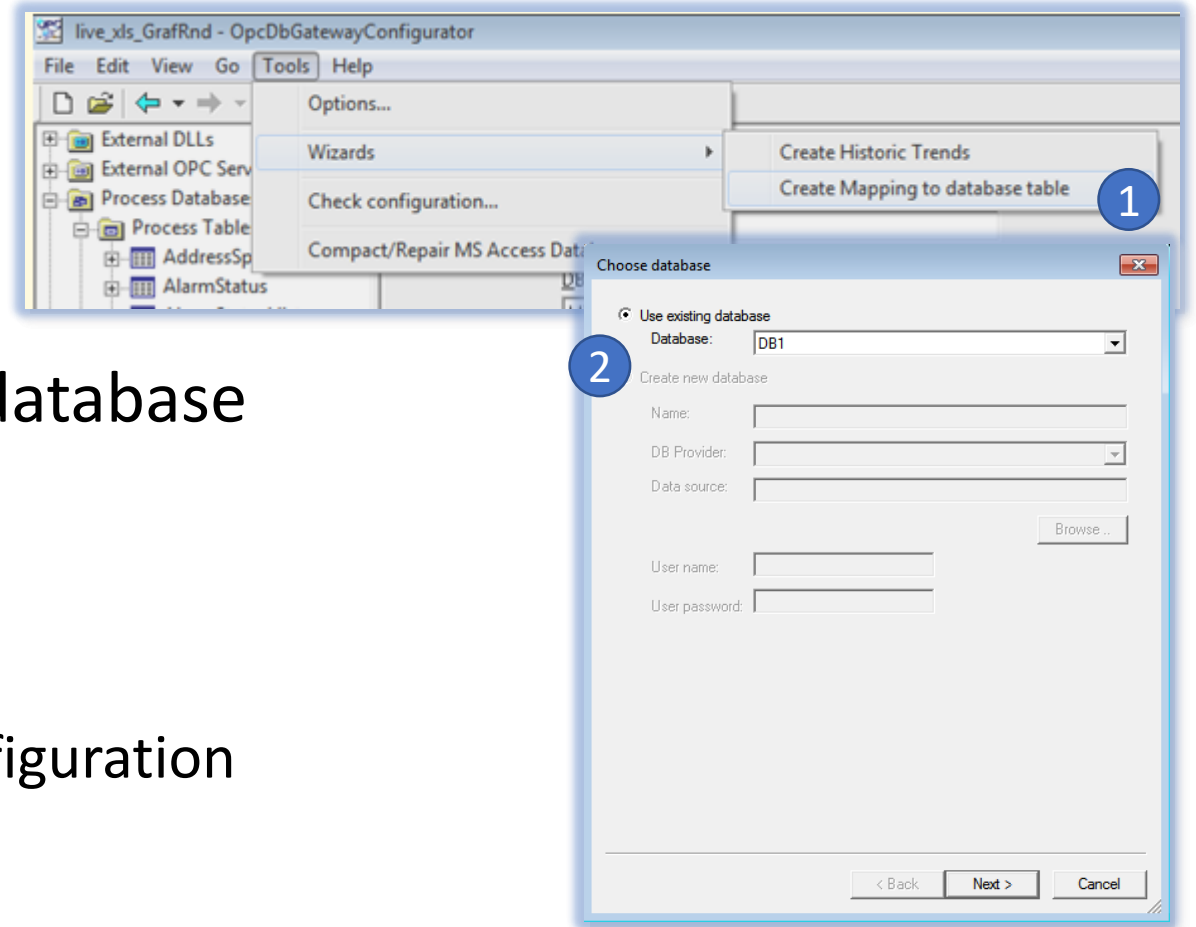 live_xls_GrafRnd - OpcDbGatewayConfigurator
File Edit View Go Tools Help
Options...
External DLLs
Wizards
Create Historic Trends
External OPC Serv
Create Mapping to database table
1
Process Database
Check configuration...
Process Table
AddressSp
Compact/Repair MS Access Dat
AlarmStatus
Choose database
Use existing database
Database: DB1
2
Create new database
Name:
DB Provider:
Data source:
Browse ..
User name:
User password:
< Back Next > Cancel
database
figuration